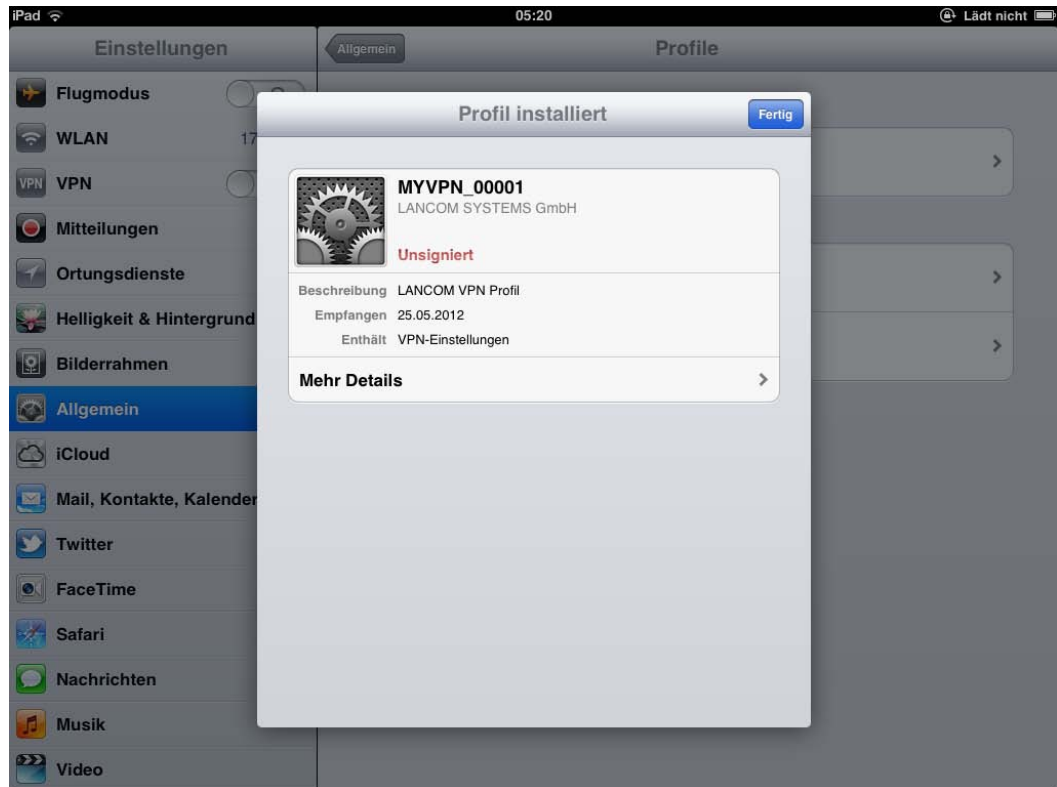 iPad
05:20
Lädt nicht
Einstellungen
Allgemein
Profile
Flugmodus
WLAN
17
VPN
VPN
Mitteilungen
Ortungsdienste
Helligkeit & Hintergrund
Bilderrahmen
Allgemein
iCloud
Mail, Kontakte, Kalender
Twitter
FaceTime
Safari
Nachrichten
Musik
Video
Profil installiert
Fertig
MYVPN_00001
LANCOM SYSTEMS GmbH
Unsigniert
Beschreibung LANCOM VPN Profil
Empfangen 25.05.2012
Enthält VPN-Einstellungen
Mehr Details